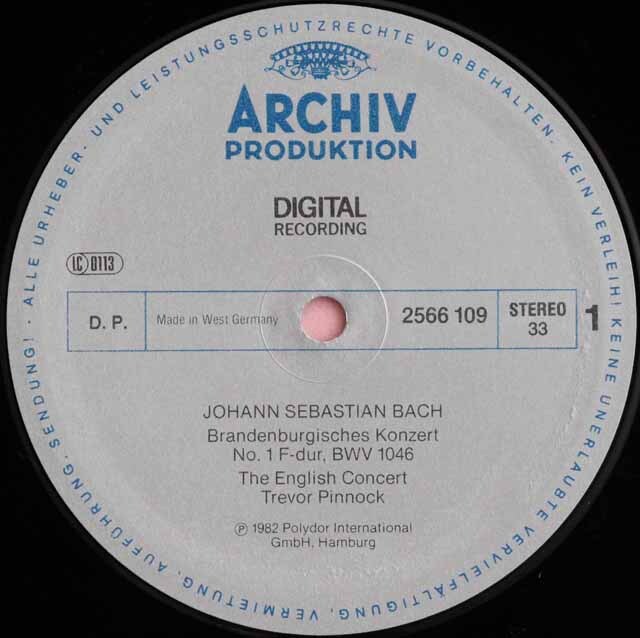 · ALLE URHEBER- UND LEISTUNGSSCHUTZRECHTE VORBEHALTEN · KEIN VERLEIH! KEINE UNERLAUBTE VERVIELFÄLTIGUNG, VERMIETUNG, AUFFÜHRUNG, SENDUNG!
ARCHIV
PRODUKTION
DIGITAL
RECORDING
LC 0113
D. P. Made in West Germany 2566 109 STEREO 33 1
JOHANN SEBASTIAN BACH
Brandenburgisches Konzert
No. 1 F-dur, BWV 1046
The English Concert
Trevor Pinnock
℗ 1982 Polydor International
GmbH, Hamburg